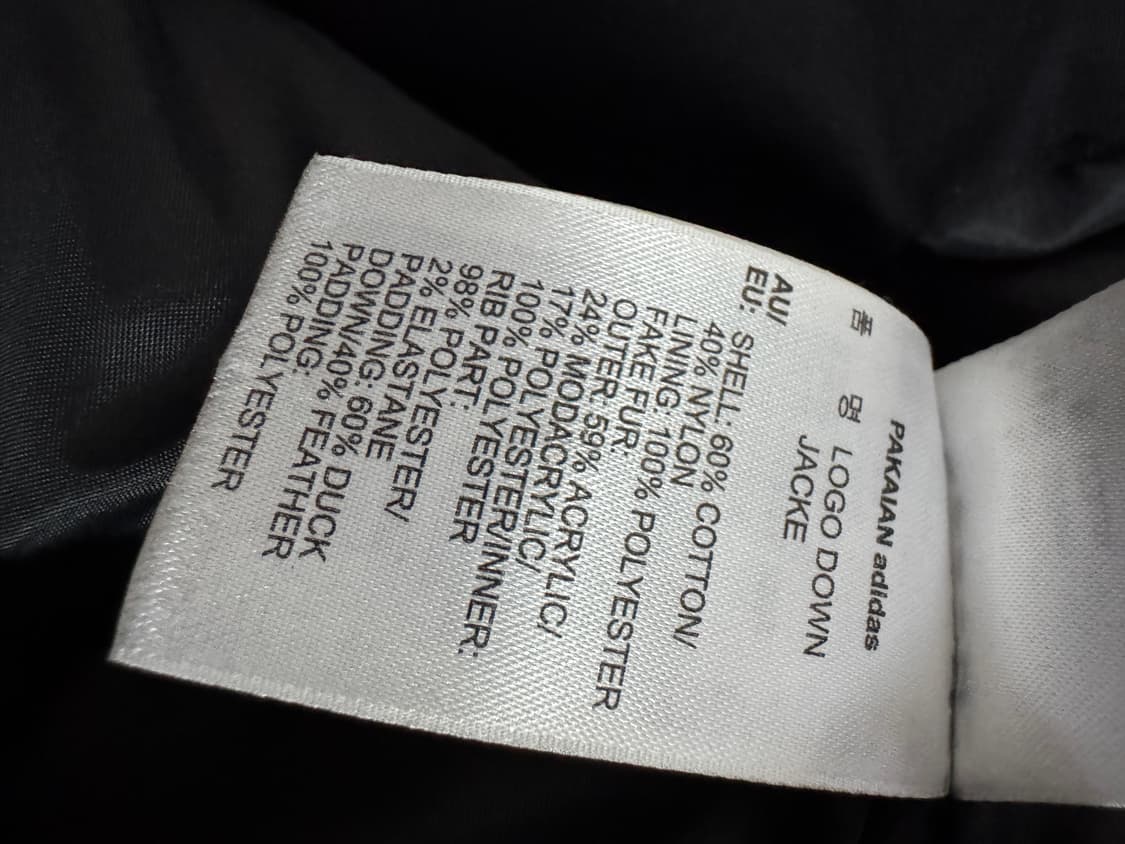 PAKAIAN adidas
품 명 LOGO DOWN
JACKE
AU/
EU: SHELL: 60% COTTON/
40% NYLON
LINING: 100% POLYESTER
FAKE FUR:
OUTER: 59% ACRYLIC/
24% MODACRYLIC/
17% POLYESTER/INNER:
100% POLYESTER
RIB PART:
98% POLYESTER/
2% ELASTANE
PADDING: 60% DUCK
DOWN/40% FEATHER
PADDING:
100% POLYESTER